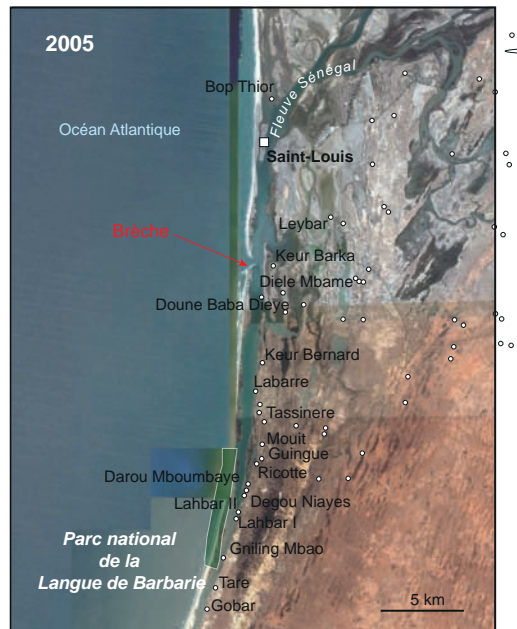 2005
Bop Thior
Fleuve Sénégal
Océan Atlantique
Saint-Louis
Leybar
Brèche
Keur Barka
Diele Mbame
Doune Baba Dieye
Keur Bernard
Labarre
Tassinere
Mouit
Guingue
Darou Mboumbaye
Ricotte
Lahbar II
Degou Niayes
Lahbar I
Parc national
de la
Langue de Barbarie
Gniling Mbao
Tare
Gobar
5 km